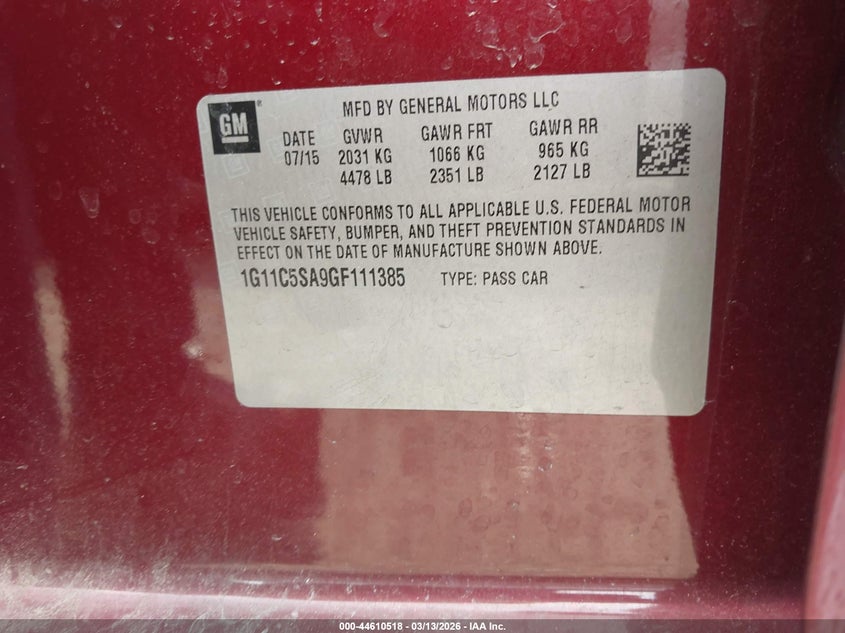 GM ®
MFD BY GENERAL MOTORS LLC
DATE GVWR GAWR FRT GAWR RR
07/15 2031 KG 1066 KG 965 KG
4478 LB 2351 LB 2127 LB
THIS VEHICLE CONFORMS TO ALL APPLICABLE U.S. FEDERAL MOTOR
VEHICLE SAFETY, BUMPER, AND THEFT PREVENTION STANDARDS IN
EFFECT ON THE DATE OF MANUFACTURE SHOWN ABOVE.
1G11C5SA9GF111385 TYPE: PASS CAR
000-44610518 - 03/13/2026 - IAA Inc.